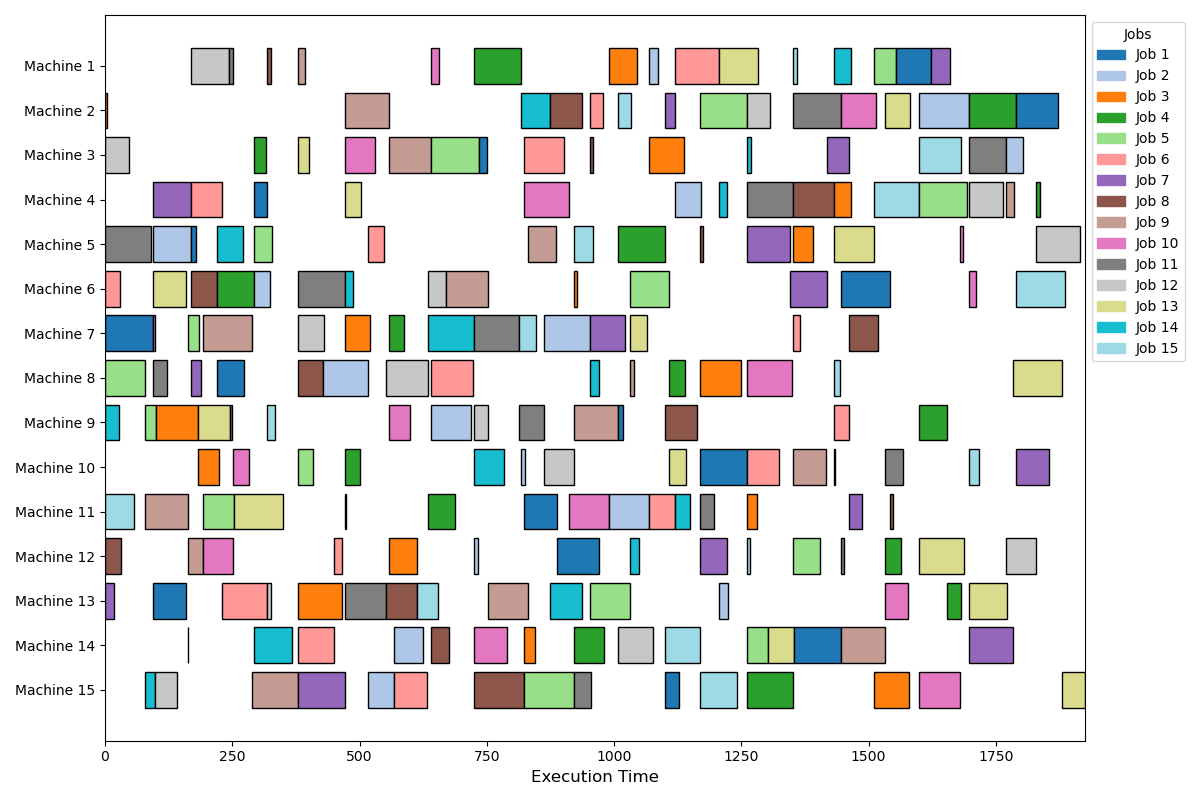 Machine 1
Machine 2
Machine 3
Machine 4
Machine 5
Machine 6
Machine 7
Machine 8
Machine 9
Machine 10
Machine 11
Machine 12
Machine 13
Machine 14
Machine 15
0 250 500 750 1000 1250 1500 1750
Execution Time
Jobs
Job 1
Job 2
Job 3
Job 4
Job 5
Job 6
Job 7
Job 8
Job 9
Job 10
Job 11
Job 12
Job 13
Job 14
Job 15